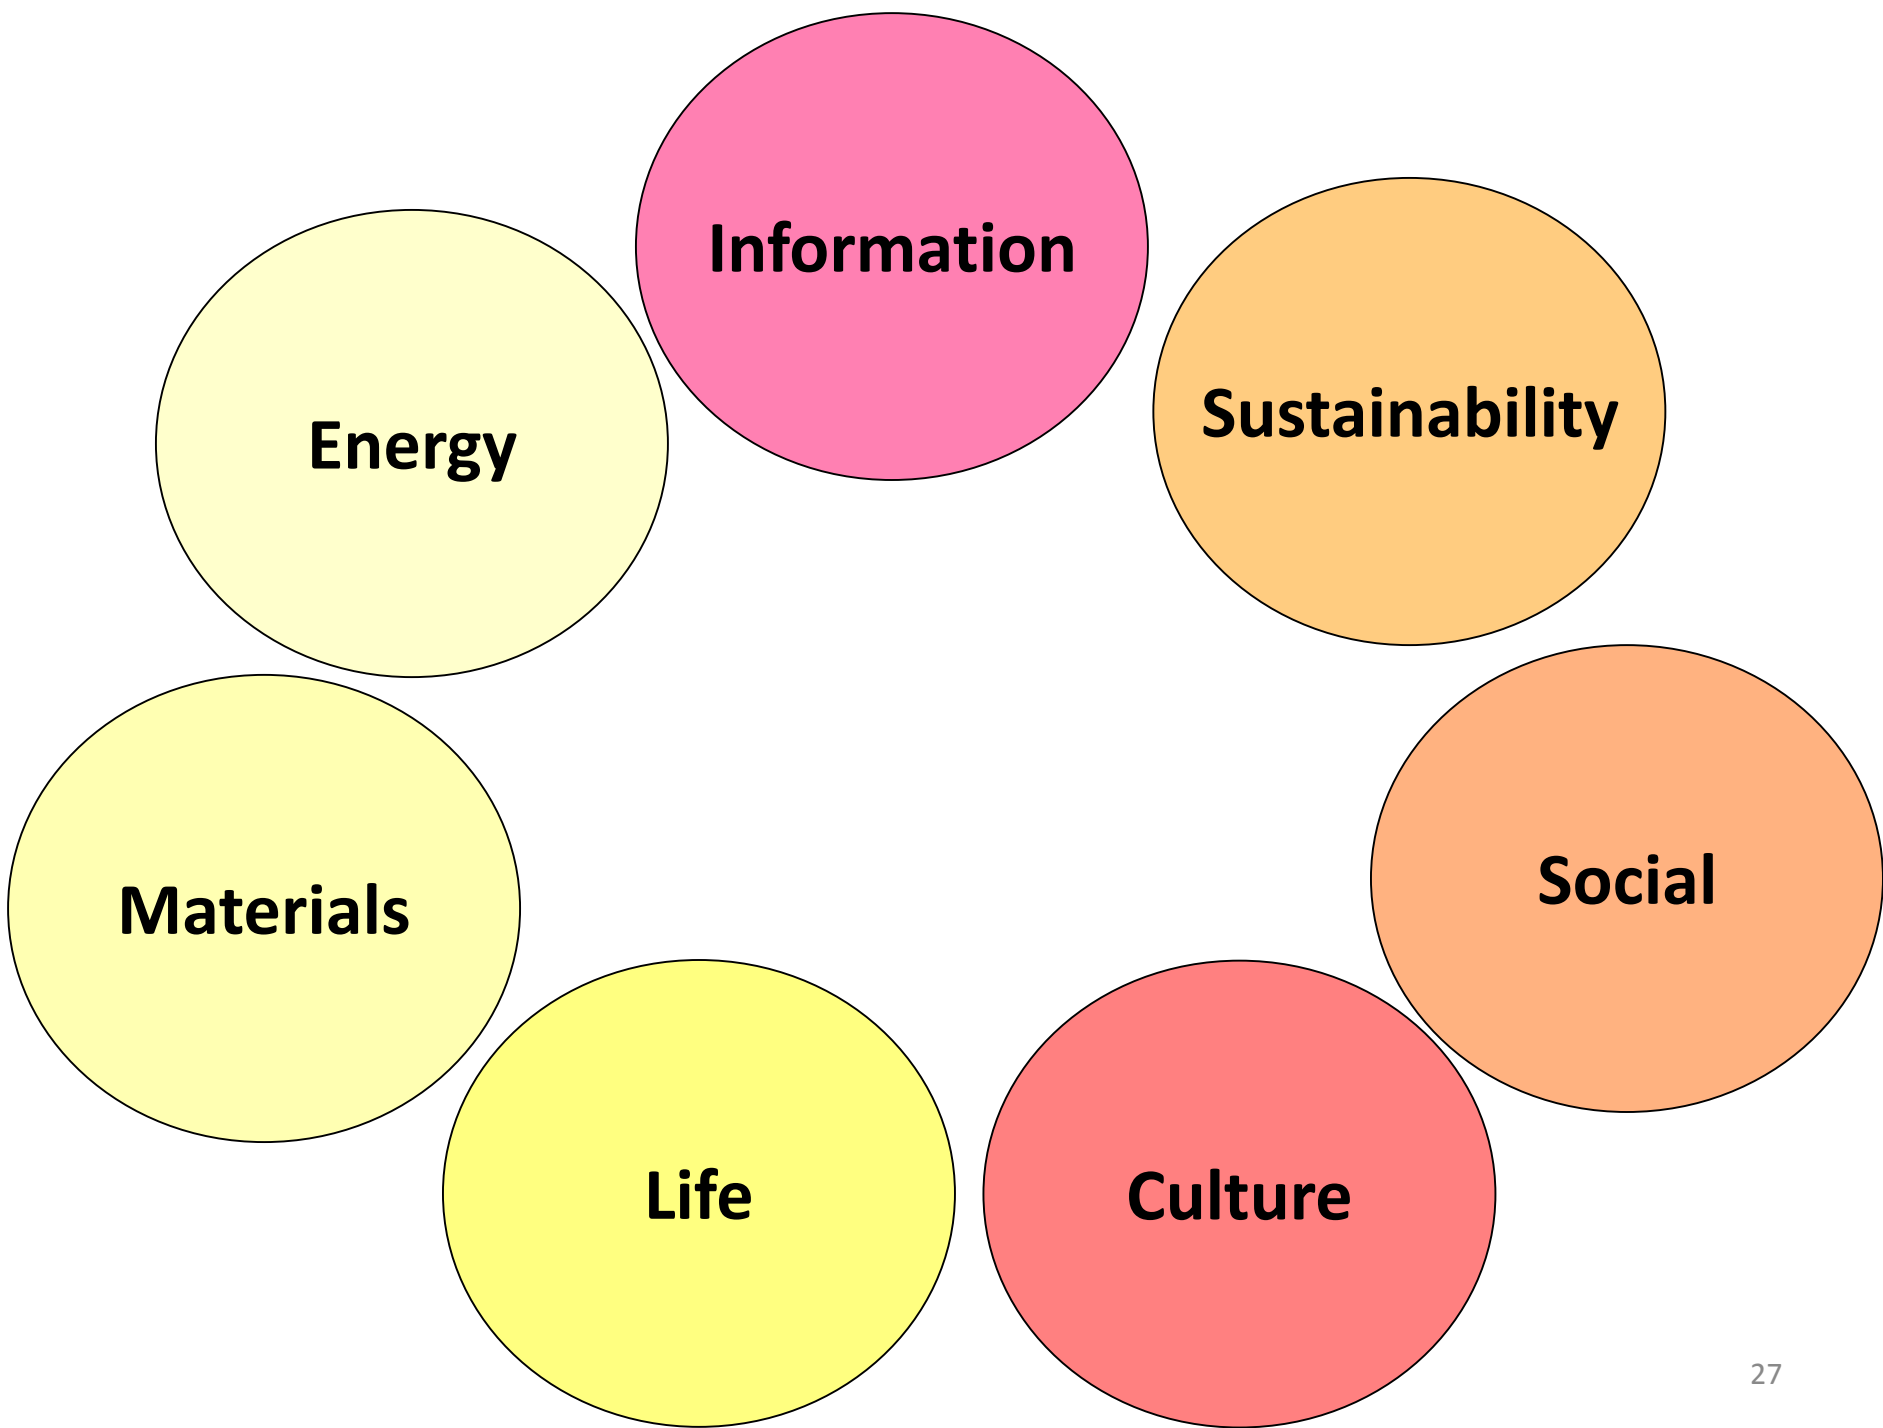 Information
Sustainability
Energy
Social
Materials
Life
Culture
27